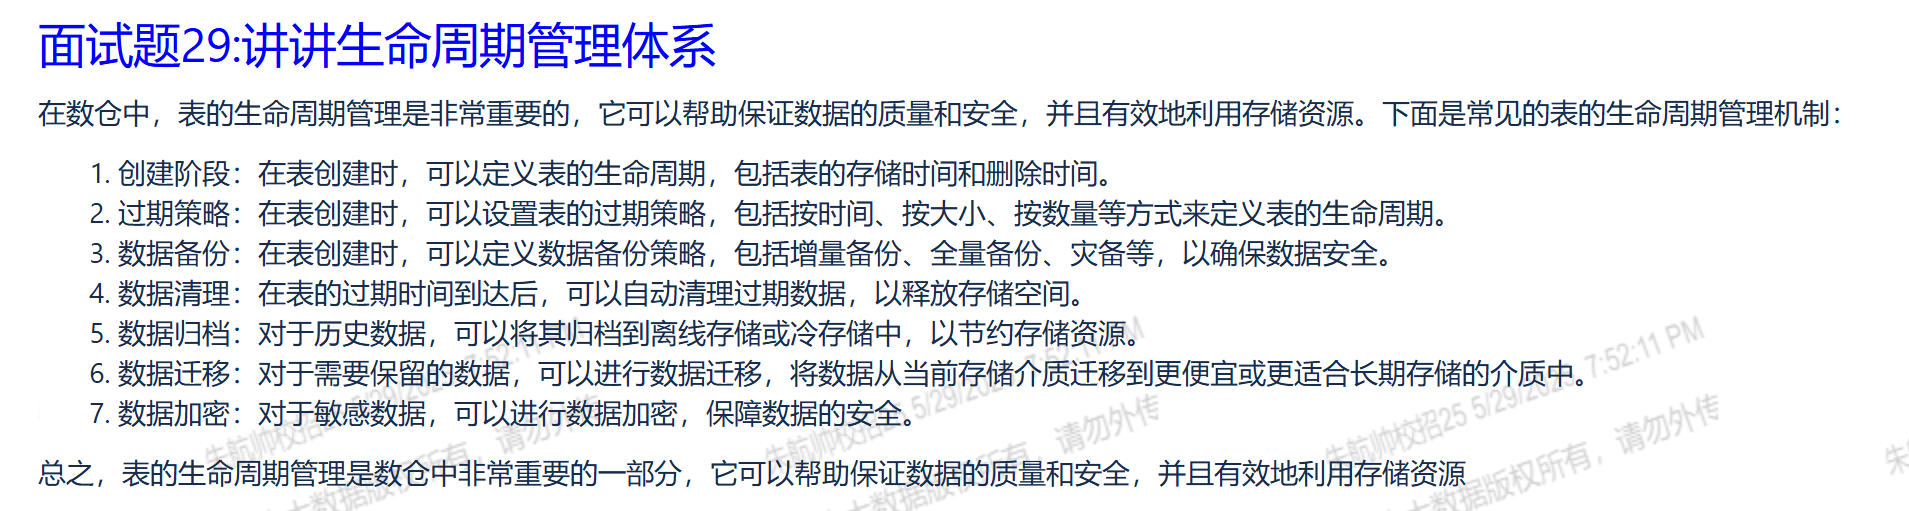 面试题29:讲讲生命周期管理体系
在数仓中，表的生命周期管理是非常重要的，它可以帮助保证数据的质量和安全，并且有效地利用存储资源。下面是常见的表的生命周期管理机制：
1. 创建阶段：在表创建时，可以定义表的生命周期，包括表的存储时间和删除时间。
2. 过期策略：在表创建时，可以设置表的过期策略，包括按时间、按大小、按数量等方式来定义表的生命周期。
3. 数据备份：在表创建时，可以定义数据备份策略，包括增量备份、全量备份、灾备等，以确保数据安全。
4. 数据清理：在表的过期时间到达后，可以自动清理过期数据，以释放存储空间。
5. 数据归档：对于历史数据，可以将其归档到离线存储或冷存储中，以节约存储资源。
6. 数据迁移：对于需要保留的数据，可以进行数据迁移，将数据从当前存储介质迁移到更便宜或更适合长期存储的介质中。
7. 数据加密：对于敏感数据，可以进行数据加密，保障数据的安全。
总之，表的生命周期管理是数仓中非常重要的一部分，它可以帮助保证数据的质量和安全，并且有效地利用存储资源
朱航帅校招25 5/29/2025, 7:52:11 PM
大数据版权所有，请勿外传
朱航帅校招25 5/29/2025, 7:52:11 PM
大数据版权所有，请勿外传
朱航帅校招25 5/29/2025, 7:52:11 PM
大数据版权所有，请勿外传